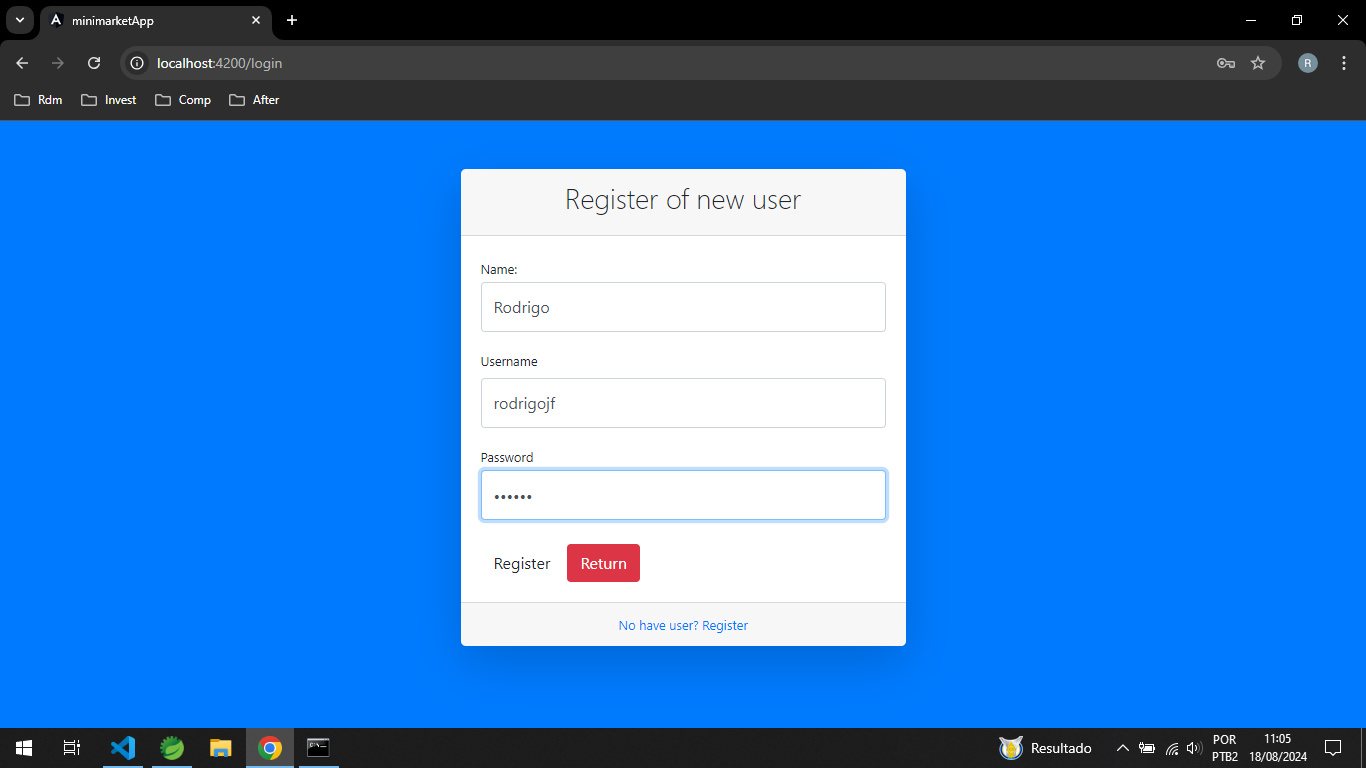 minimarketApp
localhost:4200/login
R
Rdm
Invest
Comp
After
Register of new user
Name:
Rodrigo
Username
rodrigojf
Password
••••••
Register
Return
No have user? Register
Resultado
POR
PTB2
11:05
18/08/2024